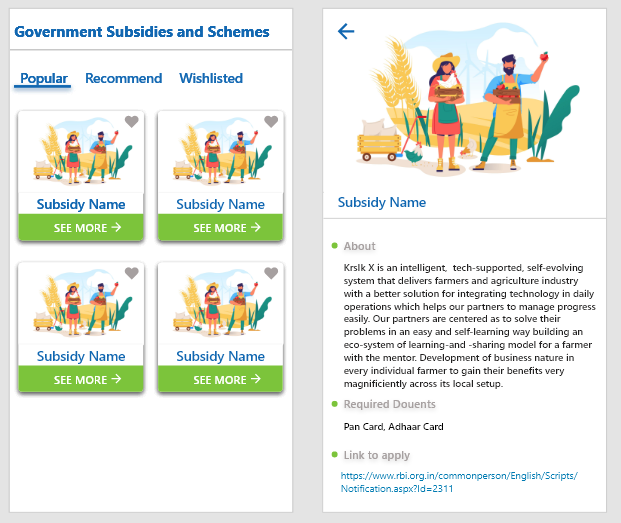 Government Subsidies and Schemes
Popular Recommend Wishlisted
Subsidy Name Subsidy Name
SEE MORE → SEE MORE →
Subsidy Name Subsidy Name
SEE MORE → SEE MORE →
Subsidy Name
About
Krslk X is an intelligent, tech-supported, self-evolving
system that delivers farmers and agriculture industry
with a better solution for integrating technology in daily
operations which helps our partners to manage progress
easily. Our partners are centered as to solve their
problems in an easy and self-learning way building an
eco-system of learning-and -sharing model for a farmer
with the mentor. Development of business nature in
every individual farmer to gain their benefits very
magnificently across its local setup.
Required Douents
Pan Card, Adhaar Card
Link to apply
https://www.rbi.org.in/commonperson/English/Scripts/
Notification.aspx?Id=2311